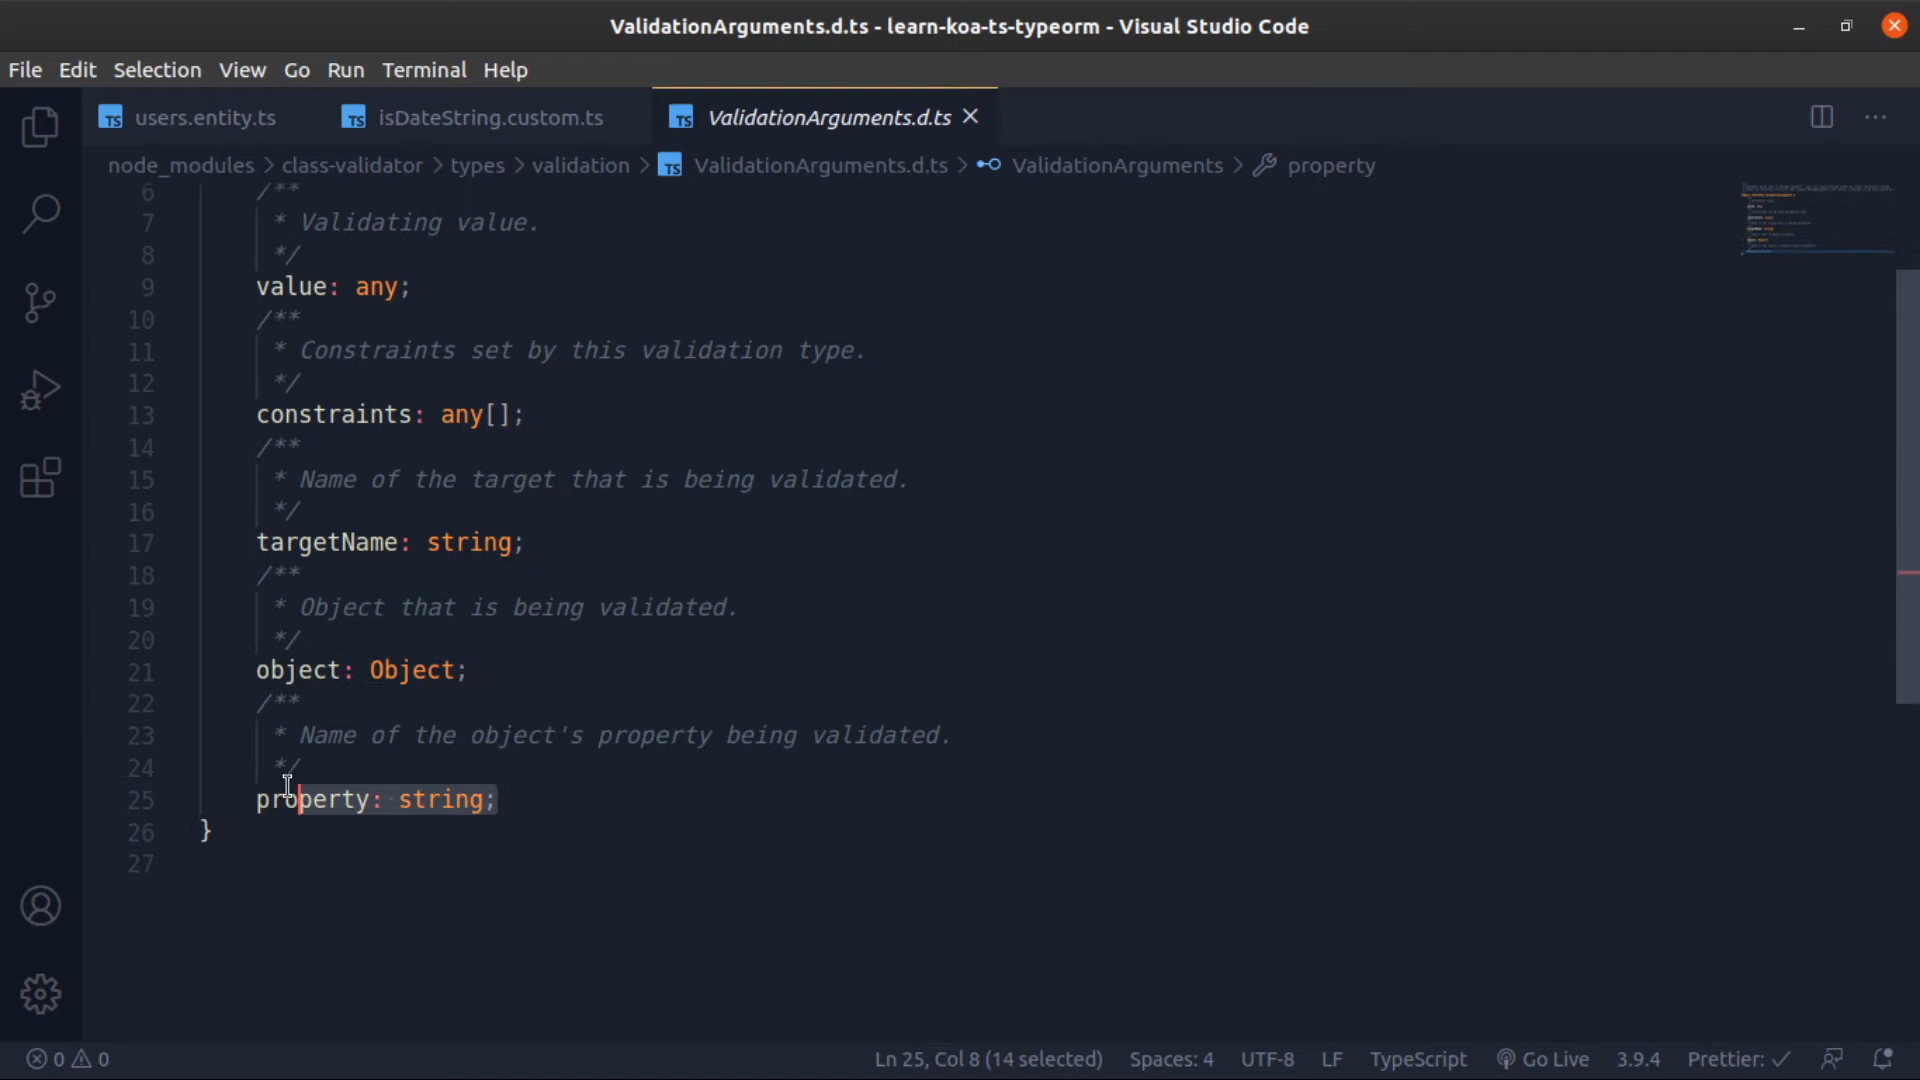 ValidationArguments.d.ts - learn-koa-ts-typeorm - Visual Studio Code
File Edit Selection View Go Run Terminal Help
TS users.entity.ts TS isDateString.custom.ts TS ValidationArguments.d.ts
node_modules > class-validator > types > validation > TS ValidationArguments.d.ts > ValidationArguments > property
6 /**
7 * Validating value.
8 */
9 value: any;
10 /**
11 * Constraints set by this validation type.
12 */
13 constraints: any[];
14 /**
15 * Name of the target that is being validated.
16 */
17 targetName: string;
18 /**
19 * Object that is being validated.
20 */
21 object: Object;
22 /**
23 * Name of the object's property being validated.
24 */
25 property: string;
26 }
27
0 0 Ln 25, Col 8 (14 selected) Spaces: 4 UTF-8 LF TypeScript Go Live 3.9.4 Prettier: ✓